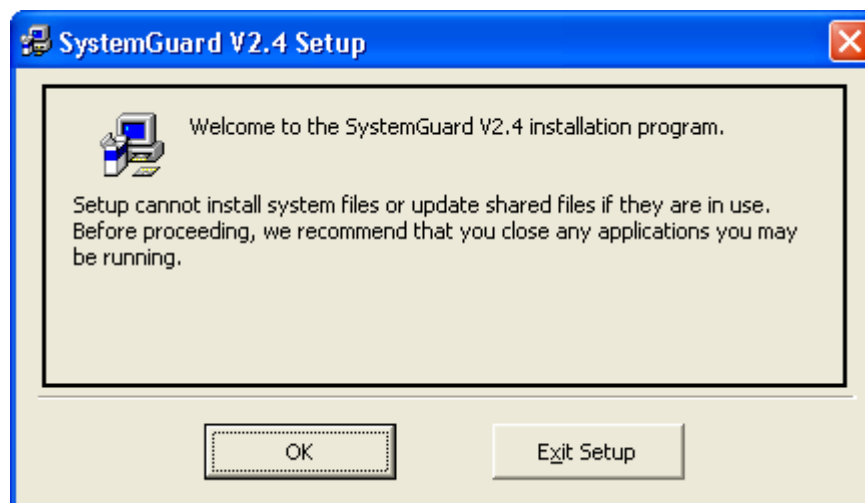 SystemGuard V2.4 Setup
Welcome to the SystemGuard V2.4 installation program.
Setup cannot install system files or update shared files if they are in use.
Before proceeding, we recommend that you close any applications you may
be running.
OK
Exit Setup